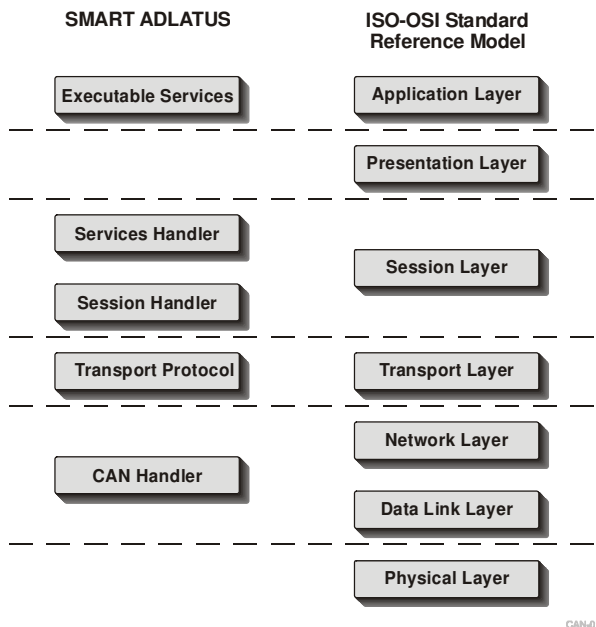 SMART ADLATUS
ISO-OSI Standard
Reference Model
Executable Services
Application Layer
Presentation Layer
Services Handler
Session Layer
Session Handler
Transport Protocol
Transport Layer
Network Layer
CAN Handler
Data Link Layer
Physical Layer